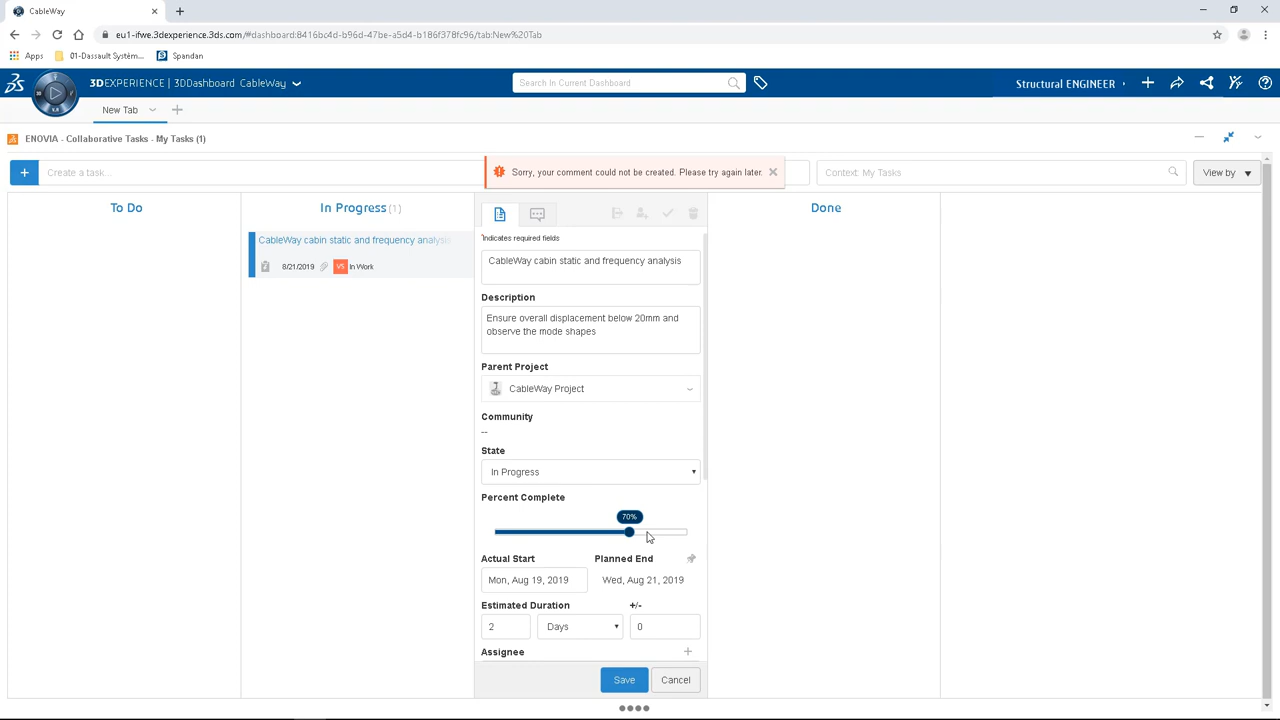 CableWay
eu1-ifwe.3dexperience.3ds.com/#dashboard:8416bc4d-b96d-47be-a5d4-b186f378fc96/tab:New%20Tab
Apps
01-Dassault Systém...
Spandan
3DEXPERIENCE | 3DDashboard CableWay
Search In Current Dashboard
Structural ENGINEER
New Tab
ENOVIA - Collaborative Tasks - My Tasks (1)
Create a task...
Sorry, your comment could not be created. Please try again later.
Context: My Tasks
View by
To Do
In Progress (1)
Done
CableWay cabin static and frequency analysis
8/21/2019
VS
In Work
*Indicates required fields
CableWay cabin static and frequency analysis
Description
Ensure overall displacement below 20mm and
observe the mode shapes
Parent Project
CableWay Project
Community
--
State
In Progress
Percent Complete
70%
Actual Start
Planned End
Mon, Aug 19, 2019
Wed, Aug 21, 2019
Estimated Duration
+/-
2
Days
0
Assignee
Save
Cancel